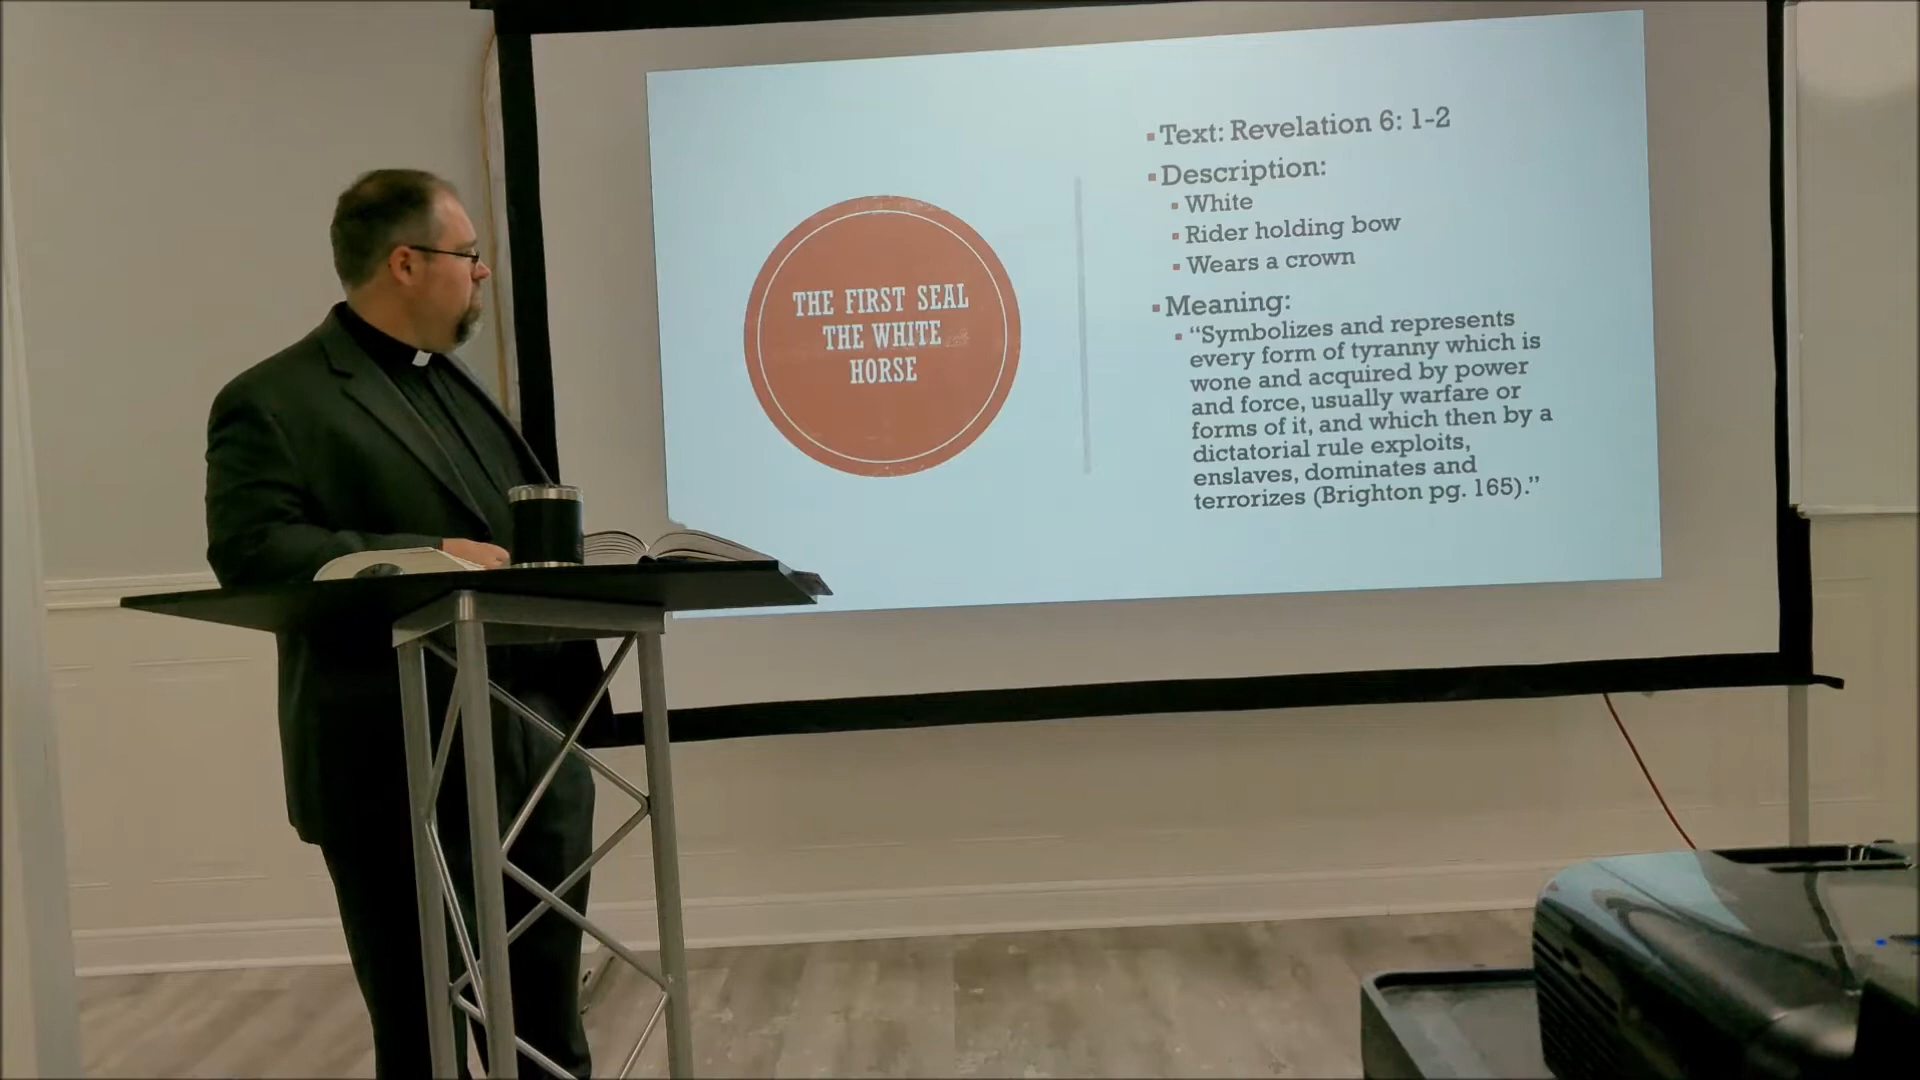 THE FIRST SEAL
THE WHITE
HORSE
▪Text: Revelation 6: 1-2
▪Description:
▪ White
▪ Rider holding bow
▪ Wears a crown
▪Meaning:
▪ “Symbolizes and represents
every form of tyranny which is
wone and acquired by power
and force, usually warfare or
forms of it, and which then by a
dictatorial rule exploits,
enslaves, dominates and
terrorizes (Brighton pg. 165).”